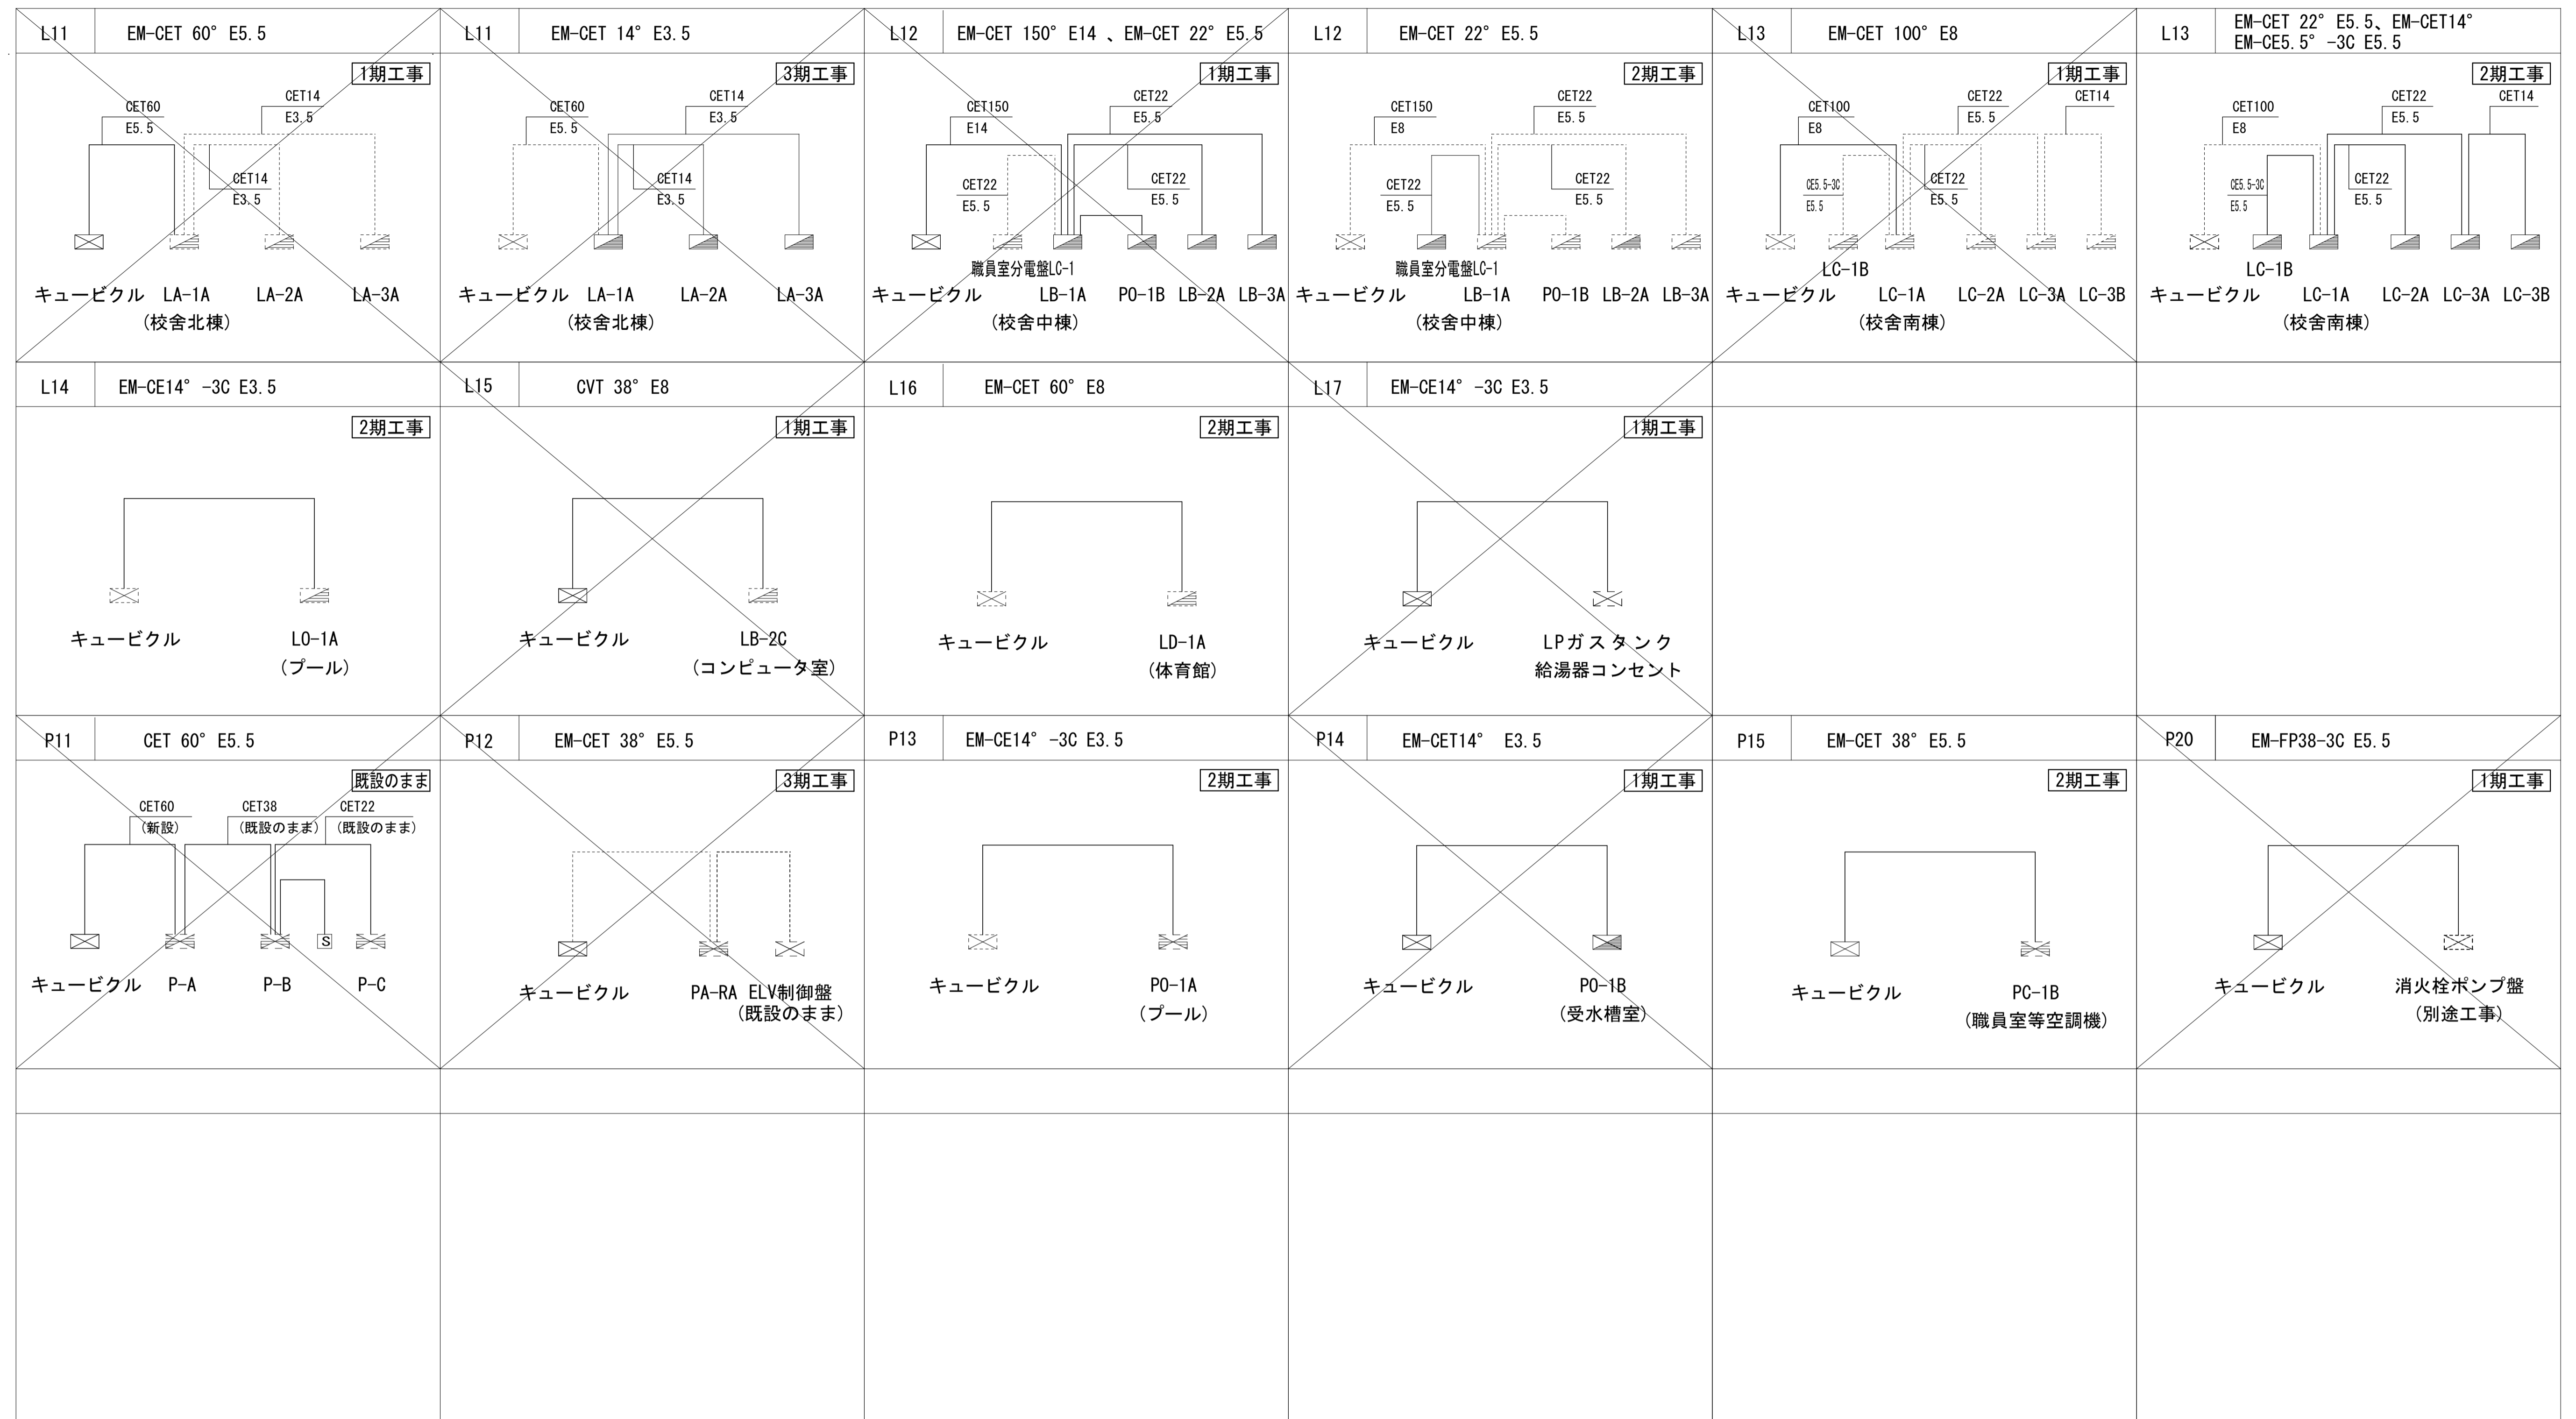 L11 EM-CET 60° E5.5
1期工事
CET60
E5.5
CET14
E3.5
CET14
E3.5
キュービクル LA-1A LA-2A LA-3A
(校舎北棟)
L11 EM-CET 14° E3.5
3期工事
CET60
E5.5
CET14
E3.5
CET14
E3.5
キュービクル LA-1A LA-2A LA-3A
(校舎北棟)
L12 EM-CET 150° E14 、EM-CET 22° E5.5
1期工事
CET150
E14
CET22
E5.5
CET22
E5.5
CET22
E5.5
職員室分電盤LC-1
キュービクル LB-1A PO-1B LB-2A LB-3A
(校舎中棟)
L12 EM-CET 22° E5.5
2期工事
CET150
E8
CET22
E5.5
CET22
E5.5
CET22
E5.5
職員室分電盤LC-1
キュービクル LB-1A PO-1B LB-2A LB-3A
(校舎中棟)
L13 EM-CET 100° E8
1期工事
CET100
E8
CET22
E5.5
CET14
CE5.5-3C
E5.5
CET22
E5.5
LC-1B
キュービクル LC-1A LC-2A LC-3A LC-3B
(校舎南棟)
L13 EM-CET 22° E5.5、EM-CET14°
EM-CE5.5° -3C E5.5
2期工事
CET100
E8
CET22
E5.5
CET14
CE5.5-3C
E5.5
CET22
E5.5
LC-1B
キュービクル LC-1A LC-2A LC-3A LC-3B
(校舎南棟)
L14 EM-CE14° -3C E3.5
2期工事
キュービクル LO-1A
(プール)
L15 CVT 38° E8
1期工事
キュービクル LB-2C
(コンピュータ室)
L16 EM-CET 60° E8
2期工事
キュービクル LD-1A
(体育館)
L17 EM-CE14° -3C E3.5
1期工事
キュービクル LPガスタンク
給湯器コンセント
P11 CET 60° E5.5
既設のまま
CET60
(新設)
CET38
(既設のまま)
CET22
(既設のまま)
S
キュービクル P-A P-B P-C
P12 EM-CET 38° E5.5
3期工事
キュービクル PA-RA ELV制御盤
(既設のまま)
P13 EM-CE14° -3C E3.5
2期工事
キュービクル PO-1A
(プール)
P14 EM-CET14° E3.5
1期工事
キュービクル PO-1B
(受水槽室)
P15 EM-CET 38° E5.5
2期工事
キュービクル PC-1B
(職員室等空調機)
P20 EM-FP38-3C E5.5
1期工事
キュービクル 消火栓ポンプ盤
(別途工事)